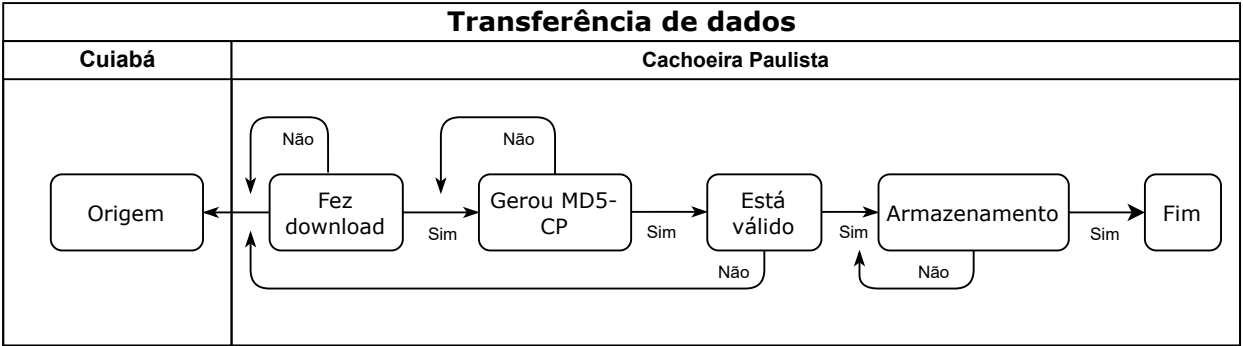 Transferência de dados
Cuiabá
Cachoeira Paulista
Não
Não
Origem
Fez
download
Sim
Gerou MD5-
CP
Sim
Está
válido
Sim
Armazenamento
Sim
Fim
Não
Não